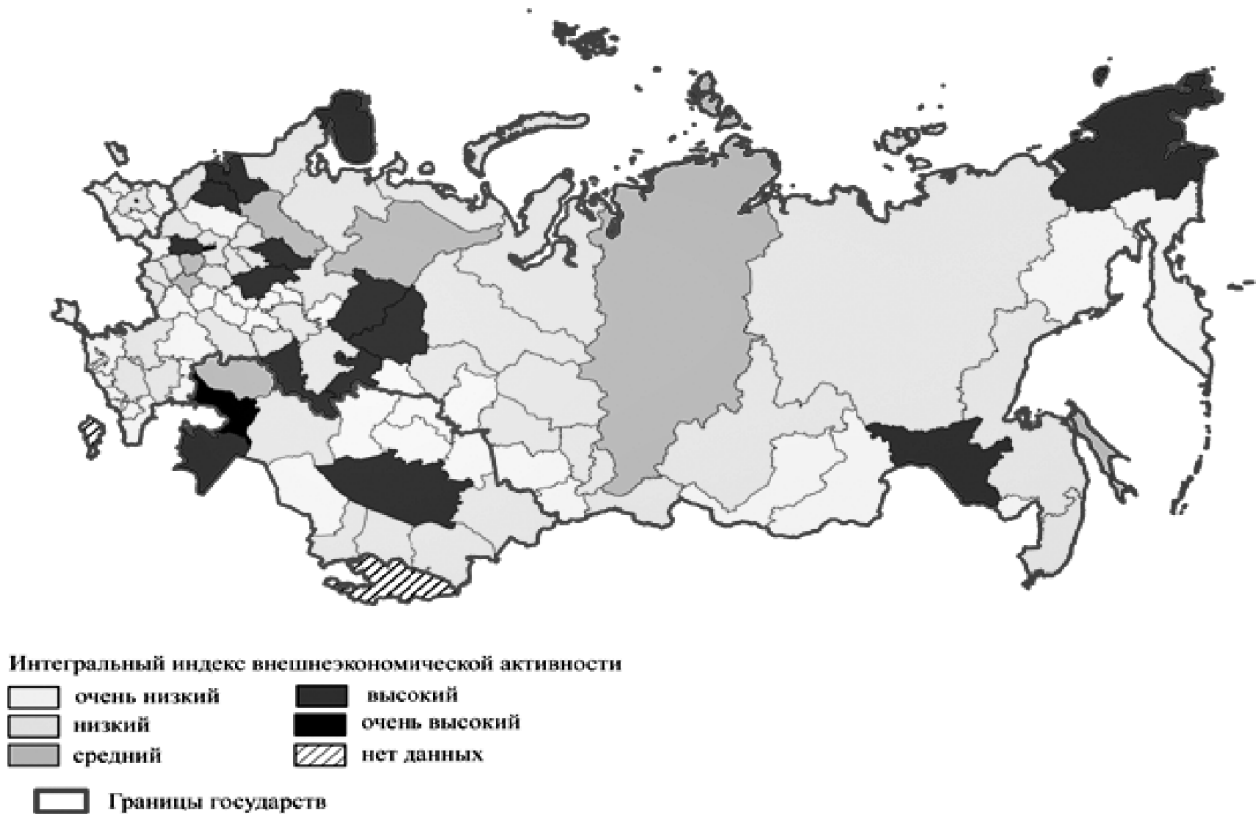 Интегральный индекс внешнеэкономической активности
очень низкий
низкий
средний
высокий
очень высокий
нет данных
Границы государств